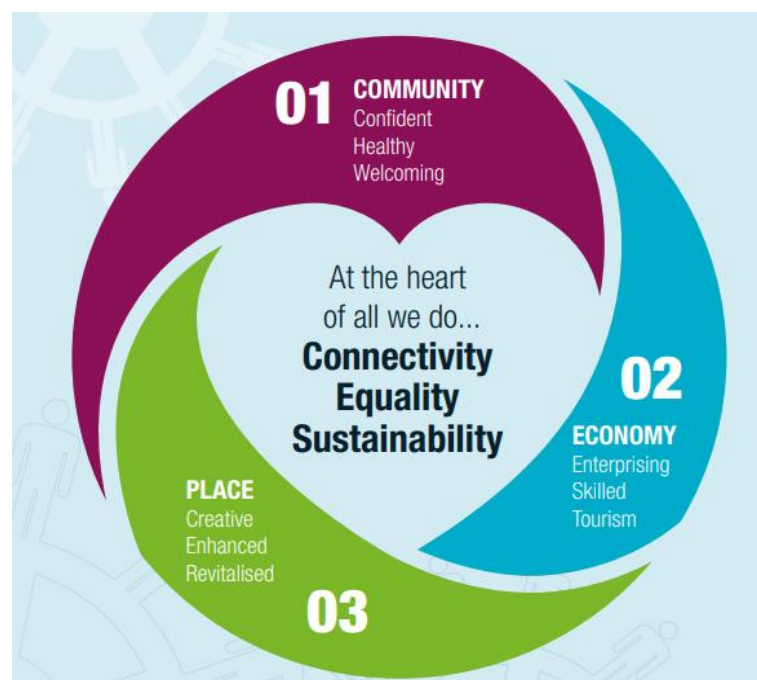 01
COMMUNITY
Confident
Healthy
Welcoming
At the heart
of all we do...
Connectivity
Equality
Sustainability
02
ECONOMY
Enterprising
Skilled
Tourism
PLACE
Creative
Enhanced
Revitalised
03